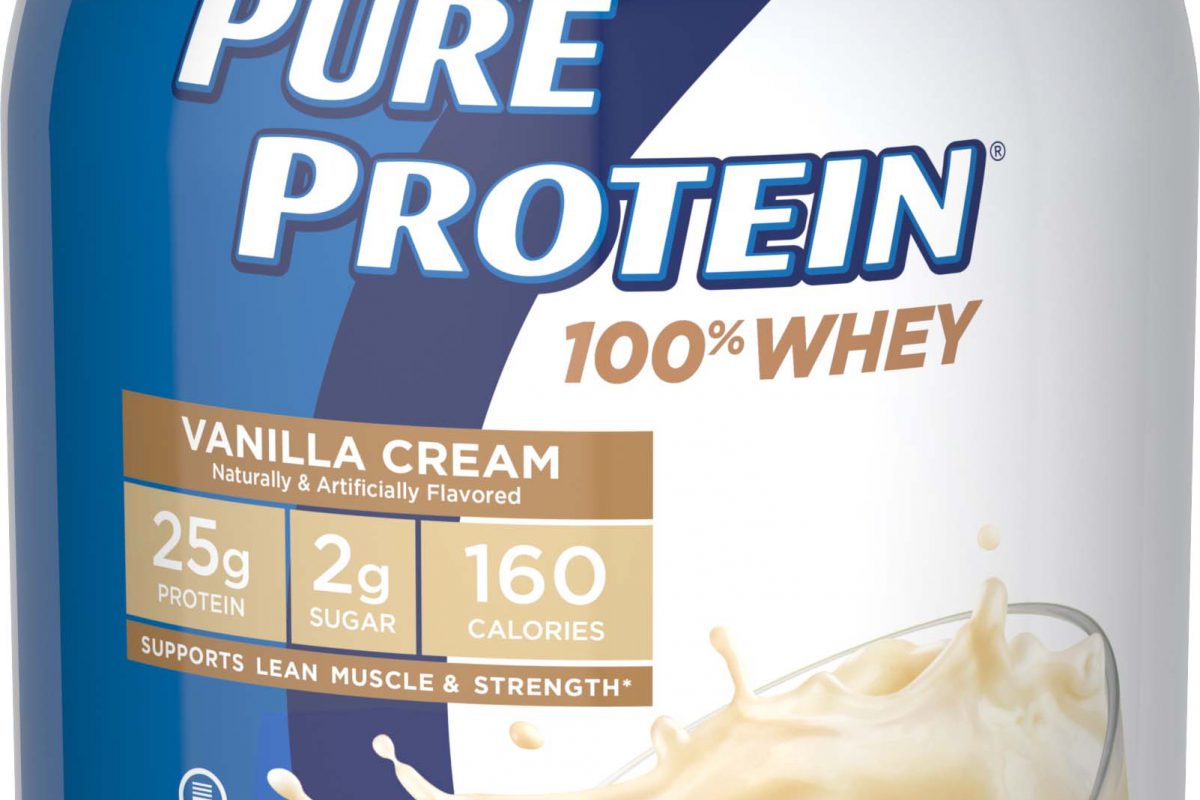 PURE
PROTEIN®
100% WHEY
VANILLA CREAM
Naturally & Artificially Flavored
25g
PROTEIN
2g
SUGAR
160
CALORIES
SUPPORTS LEAN MUSCLE & STRENGTH*